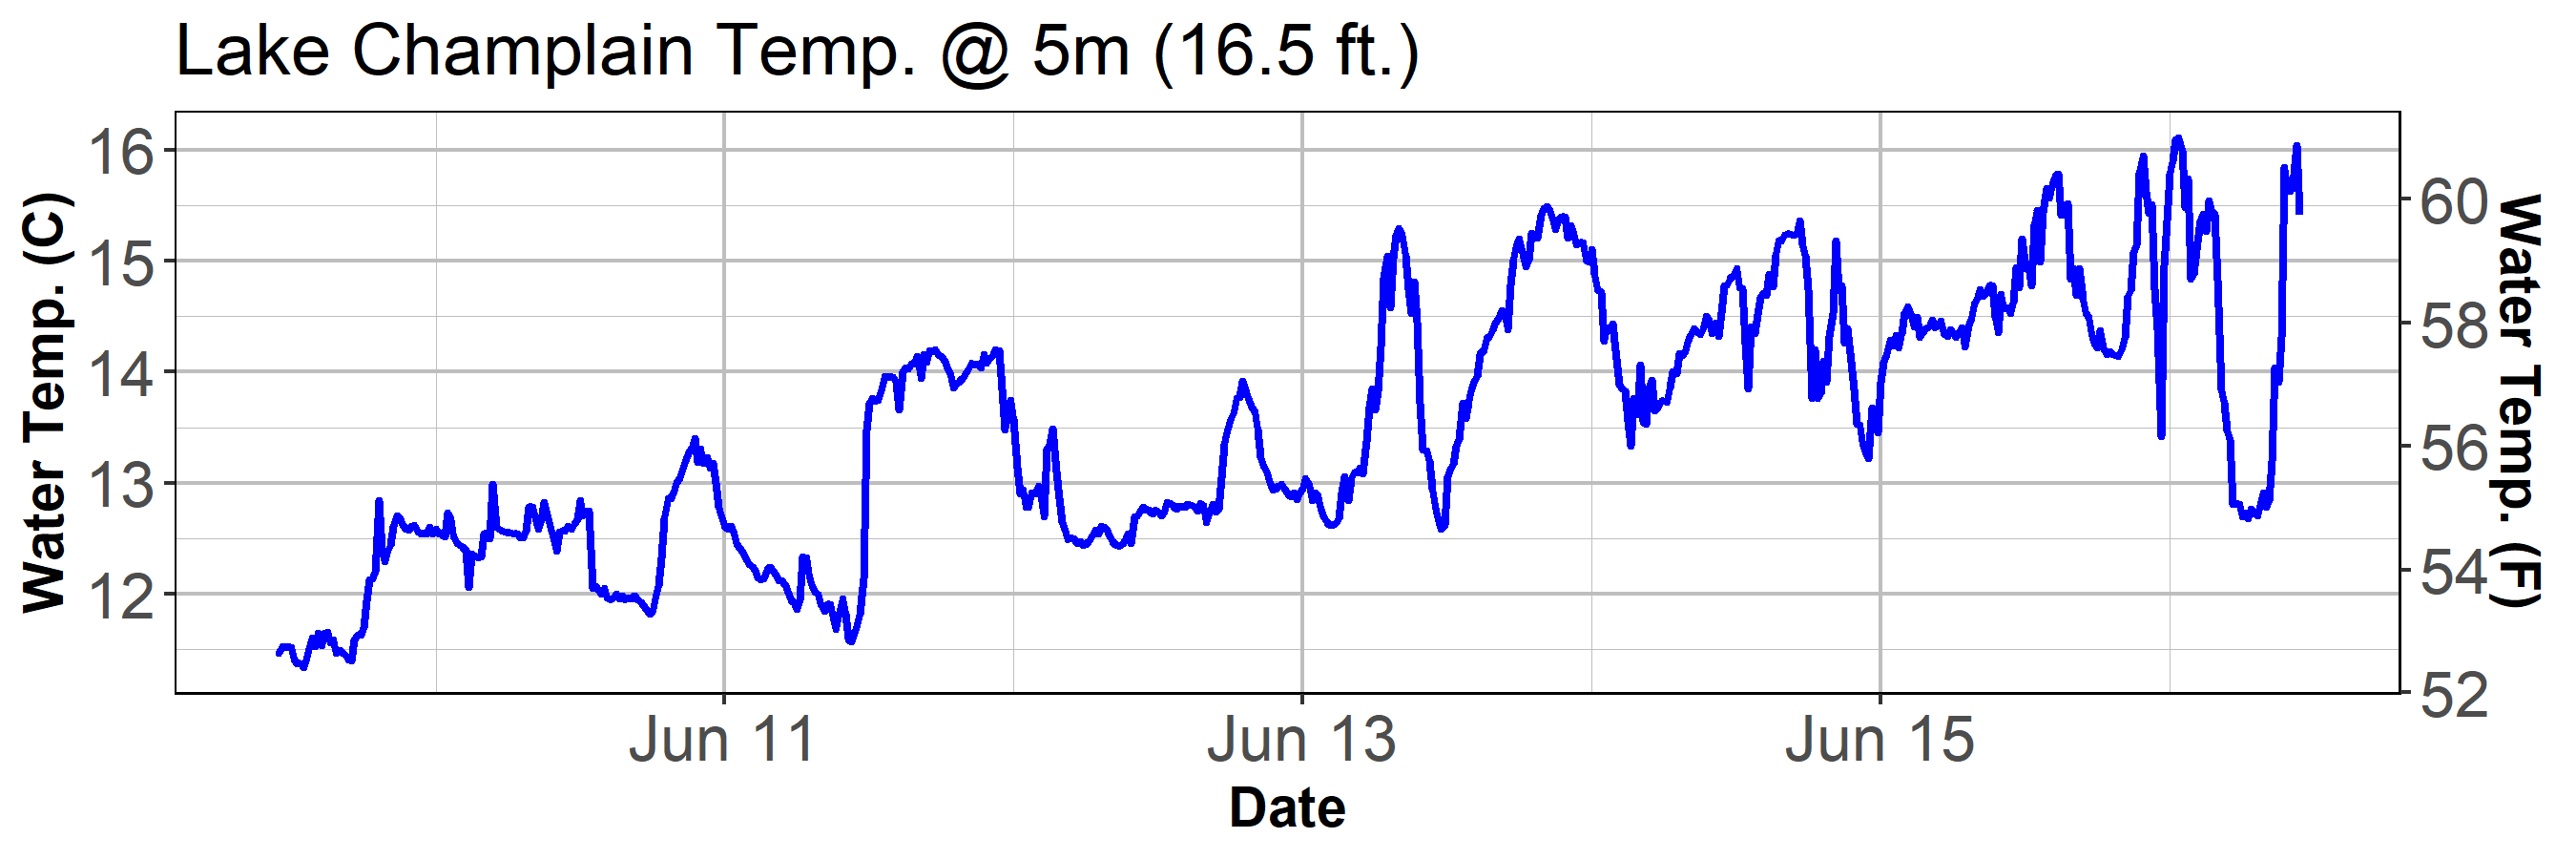 Lake Champlain Temp. @ 5m (16.5 ft.)
Water Temp. (C)
16
15
14
13
12
60
58
56
54
52
Water Temp. (F)
Jun 11
Jun 13
Jun 15
Date